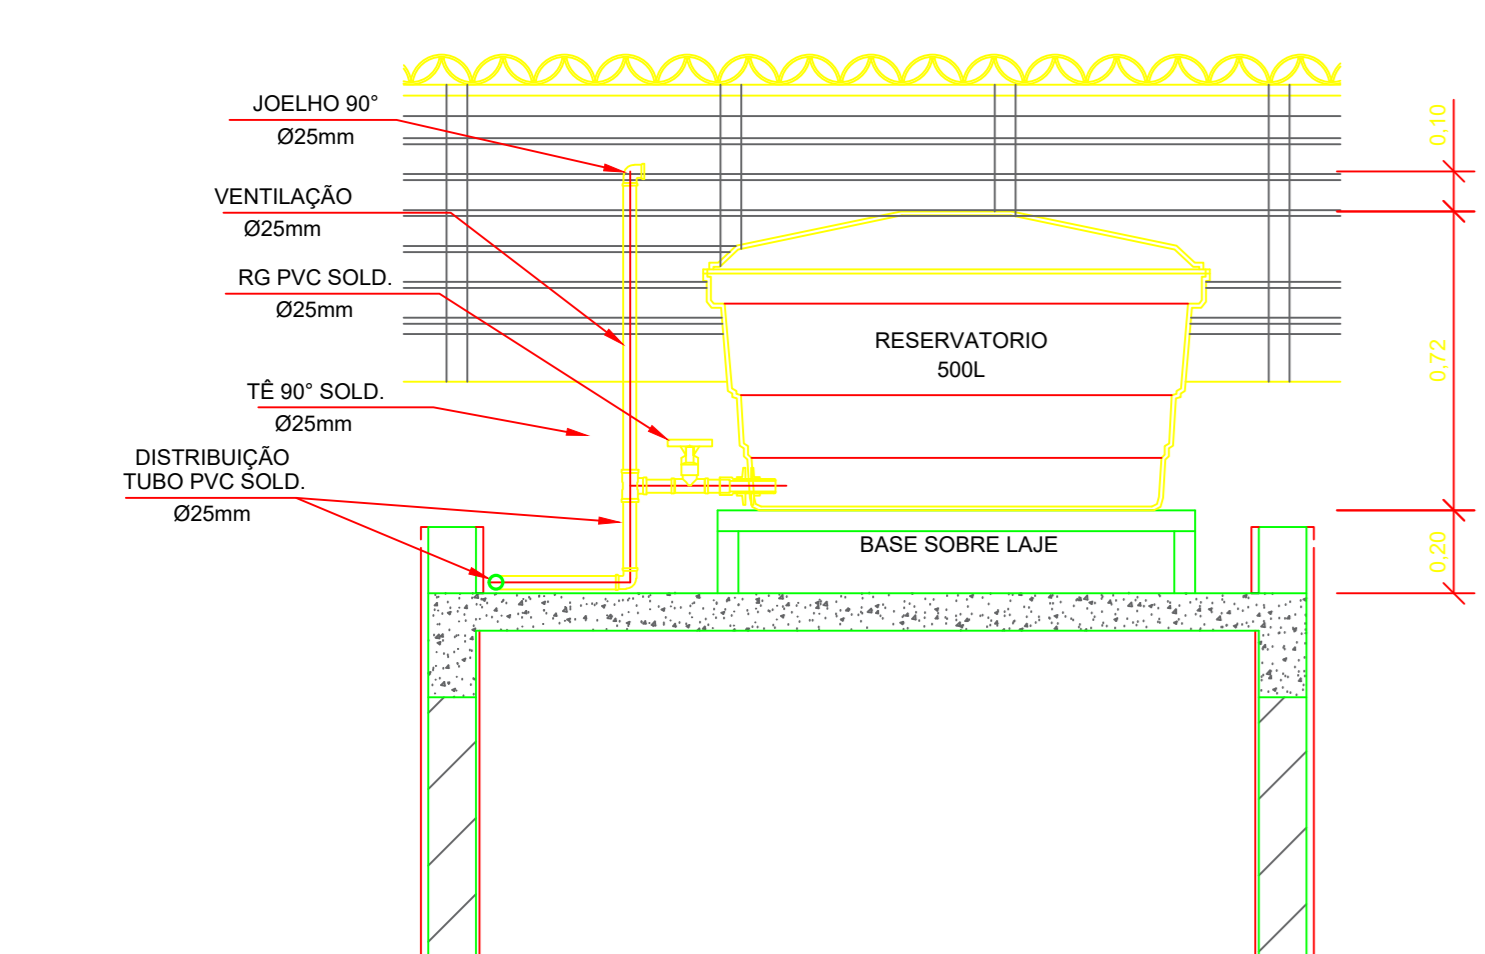 JOELHO 90°
Ø25mm
VENTILAÇÃO
Ø25mm
RG PVC SOLD.
Ø25mm
TÊ 90° SOLD.
Ø25mm
DISTRIBUIÇÃO
TUBO PVC SOLD.
Ø25mm
RESERVATORIO
500L
BASE SOBRE LAJE
0,10
0,72
0,20